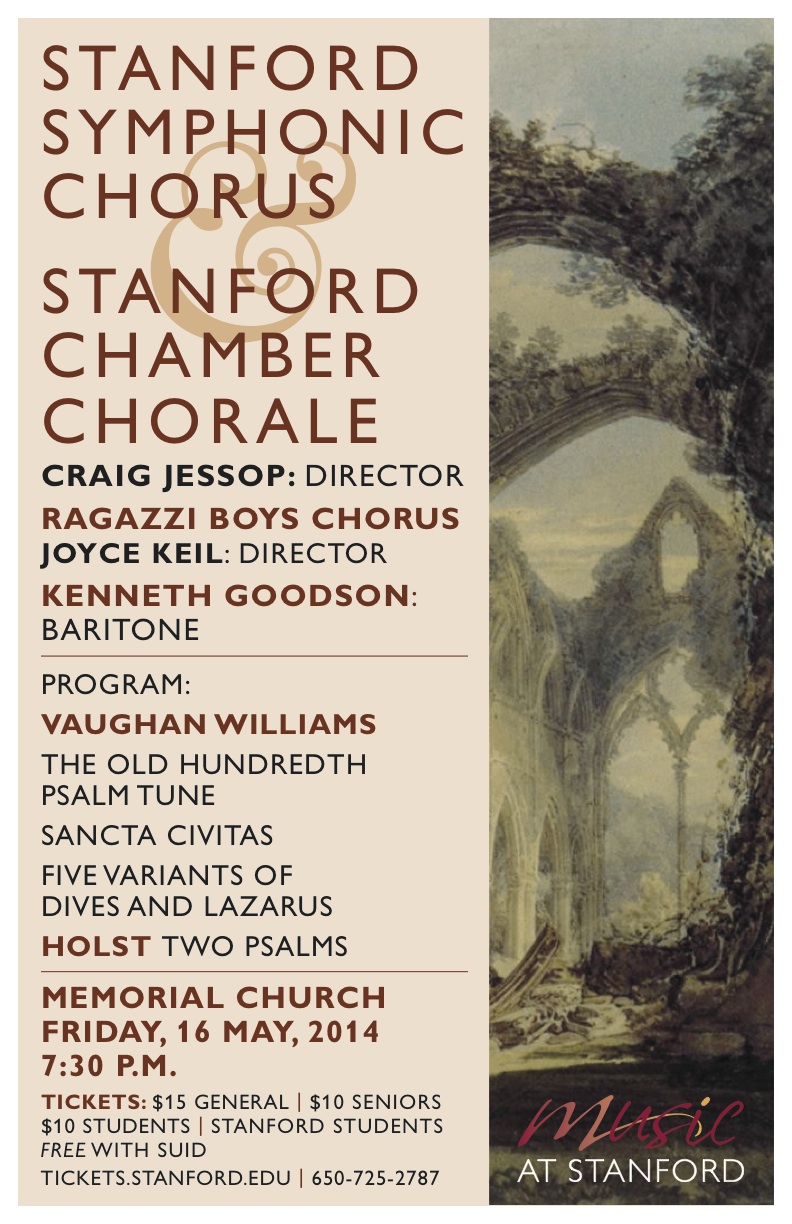 STANFORD
SYMPHONIC
CHORUS
&
STANFORD
CHAMBER
CHORALE
CRAIG JESSOP: DIRECTOR
RAGAZZI BOYS CHORUS
JOYCE KEIL: DIRECTOR
KENNETH GOODSON:
BARITONE
PROGRAM:
VAUGHAN WILLIAMS
THE OLD HUNDREDTH
PSALM TUNE
SANCTA CIVITAS
FIVE VARIANTS OF
DIVES AND LAZARUS
HOLST TWO PSALMS
MEMORIAL CHURCH
FRIDAY, 16 MAY, 2014
7:30 P.M.
TICKETS: $15 GENERAL | $10 SENIORS
$10 STUDENTS | STANFORD STUDENTS
FREE WITH SUID
TICKETS.STANFORD.EDU | 650-725-2787
music
AT STANFORD